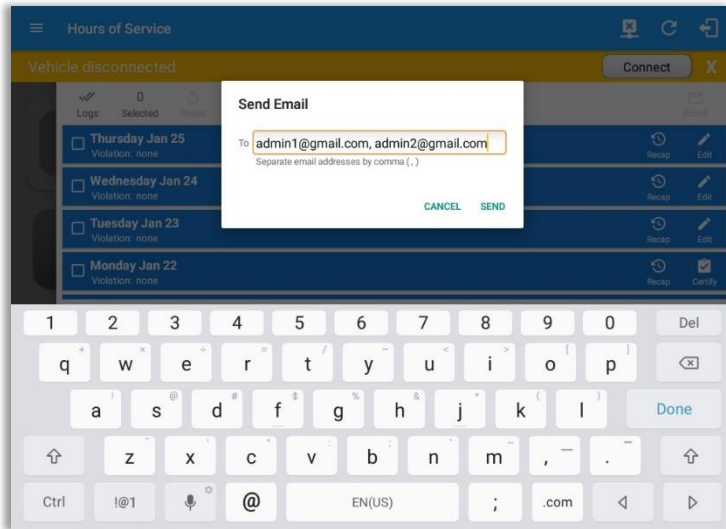 Hours of Service
Vehicle disconnected
Connect X
Logs
0 Selected
Reset
Email
Send Email
To admin1@gmail.com, admin2@gmail.com
Separate email addresses by comma ( , )
CANCEL SEND
Thursday Jan 25
Violation: none
Recap Edit
Wednesday Jan 24
Violation: none
Recap Edit
Tuesday Jan 23
Violation: none
Recap Edit
Monday Jan 22
Violation: none
Recap Certify
1 2 3 4 5 6 7 8 9 0 Del
q w e r t y u i o p
a s d f g h j k l Done
z x c v b n m , .
Ctrl !@1 @ EN(US) ; .com